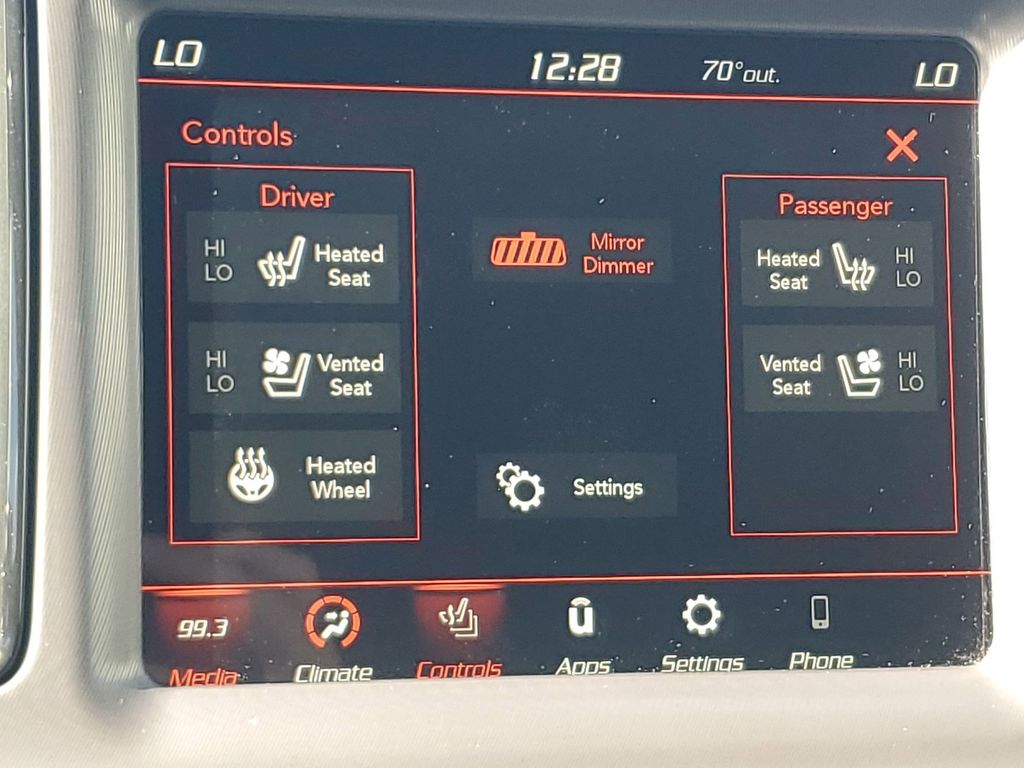 LO 12:28 70°out. LO
Controls
Driver
HI
LO
Heated
Seat
HI
LO
Vented
Seat
Heated
Wheel
Mirror
Dimmer
Settings
Passenger
Heated
Seat
HI
LO
Vented
Seat
HI
LO
99.3
Media
Climate
Controls
u
Apps
Settings
Phone